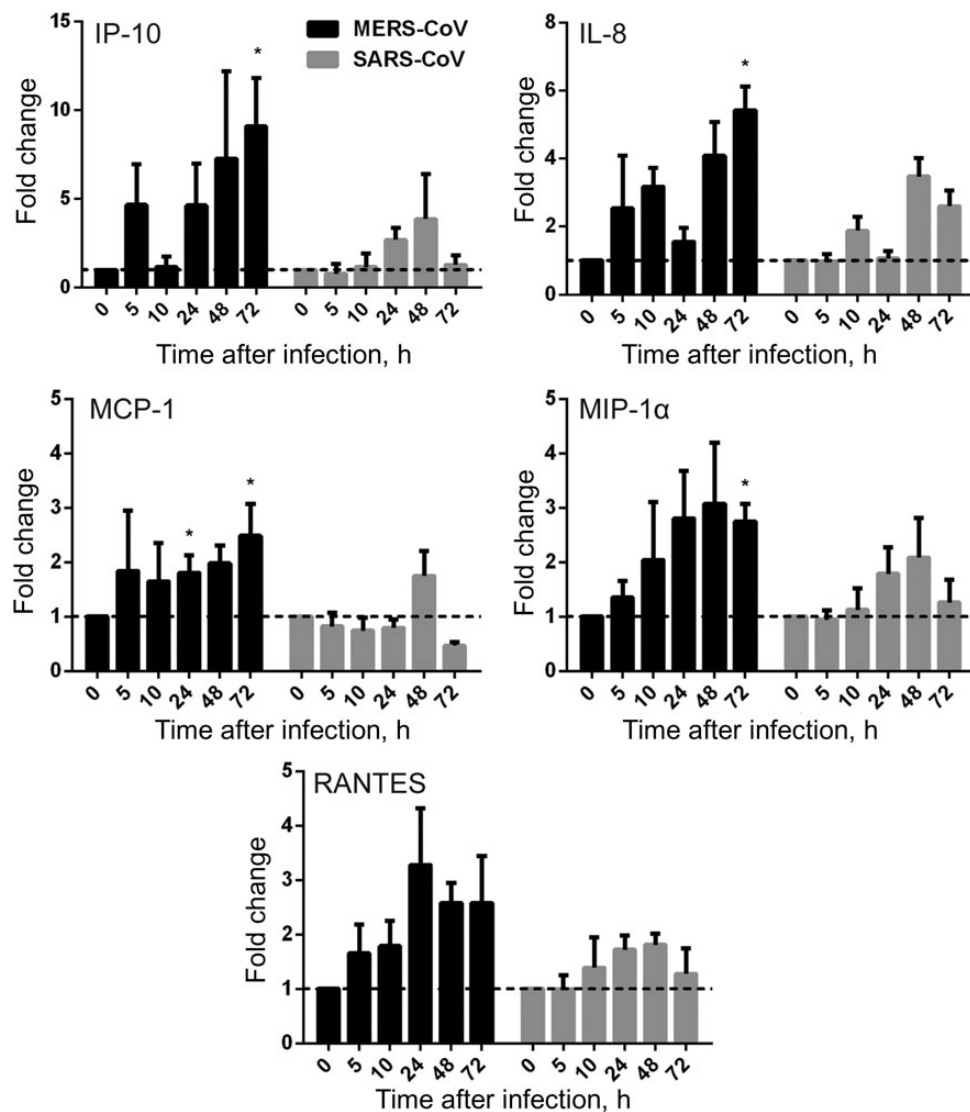 IP-10
MERS-CoV
SARS-CoV
Fold change
15
10
5
0
*
0 5 10 24 48 72 0 5 10 24 48 72
Time after infection, h
IL-8
Fold change
8
6
4
2
0
*
0 5 10 24 48 72 0 5 10 24 48 72
Time after infection, h
MCP-1
Fold change
5
4
3
2
1
0
* *
0 5 10 24 48 72 0 5 10 24 48 72
Time after infection, h
MIP-1α
Fold change
5
4
3
2
1
0
*
0 5 10 24 48 72 0 5 10 24 48 72
Time after infection, h
RANTES
Fold change
5
4
3
2
1
0
0 5 10 24 48 72 0 5 10 24 48 72
Time after infection, h